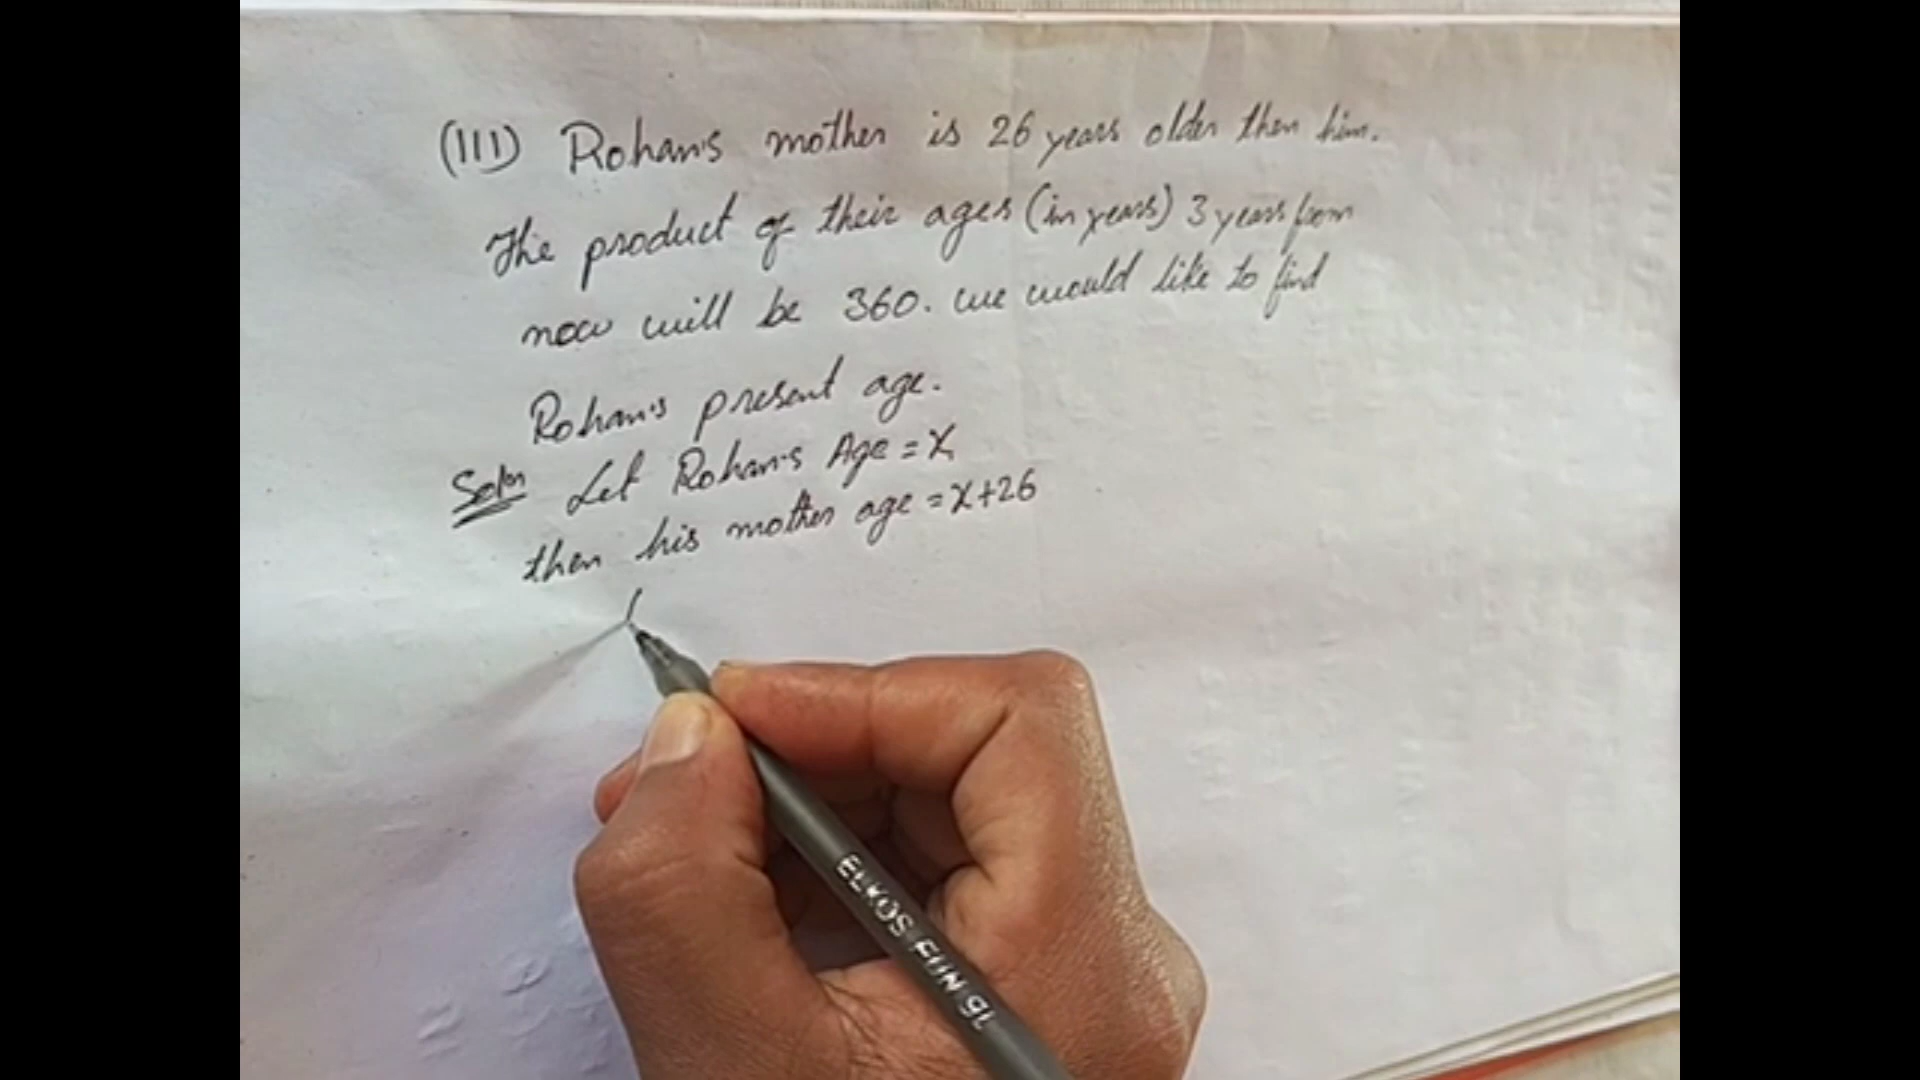 (III) Rohan's mother is 26 years older then him.
The product of their ages (in years) 3 years from
now will be 360. we would like to find
Rohan's present age.
Soln Let Rohan's Age = x
then his mother age = x+26
(
ELKOS FUN 15